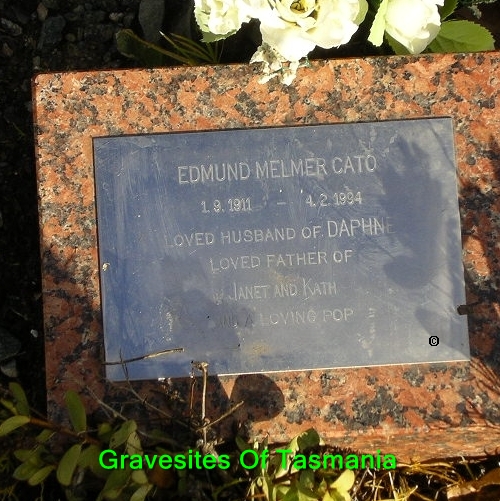 EDMUND MELMER CATO
1.9.1911 - 4.2.1994
LOVED HUSBAND OF DAPHNE
LOVED FATHER OF
JANET AND KATH
A LOVING POP
©
Gravesites Of Tasmania